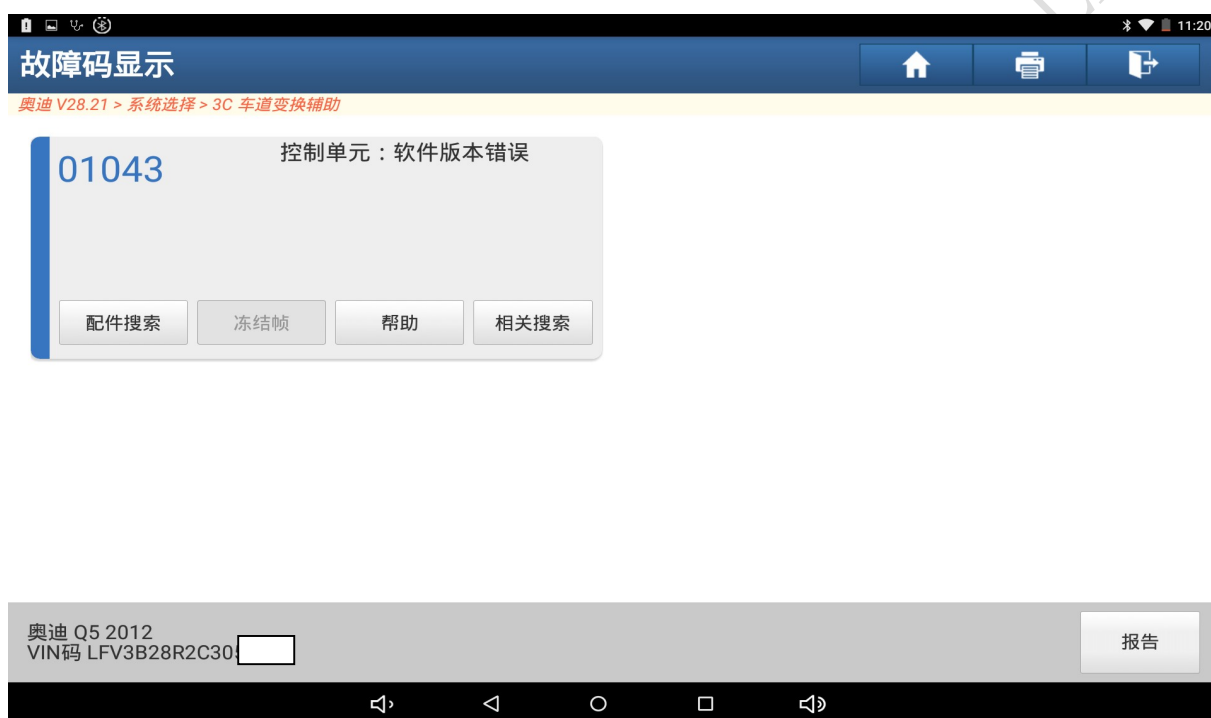 11:20
故障码显示
奥迪 V28.21 > 系统选择 > 3C 车道变换辅助
01043
控制单元：软件版本错误
配件搜索
冻结帧
帮助
相关搜索
奥迪 Q5 2012
VIN码 LFV3B28R2C30
报告